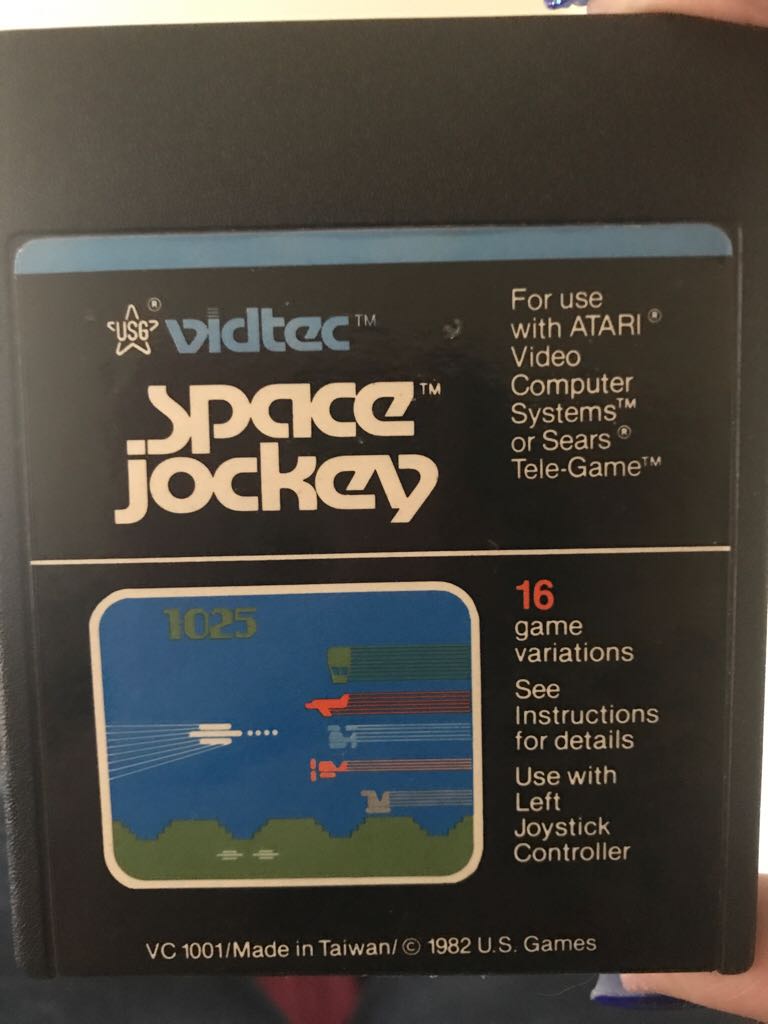 USG® vidtec™
space™
jockey
For use
with ATARI®
Video
Computer
Systems™
or Sears®
Tele-Game™
1025
16
game
variations
See
Instructions
for details
Use with
Left
Joystick
Controller
VC 1001/Made in Taiwan/ © 1982 U.S. Games